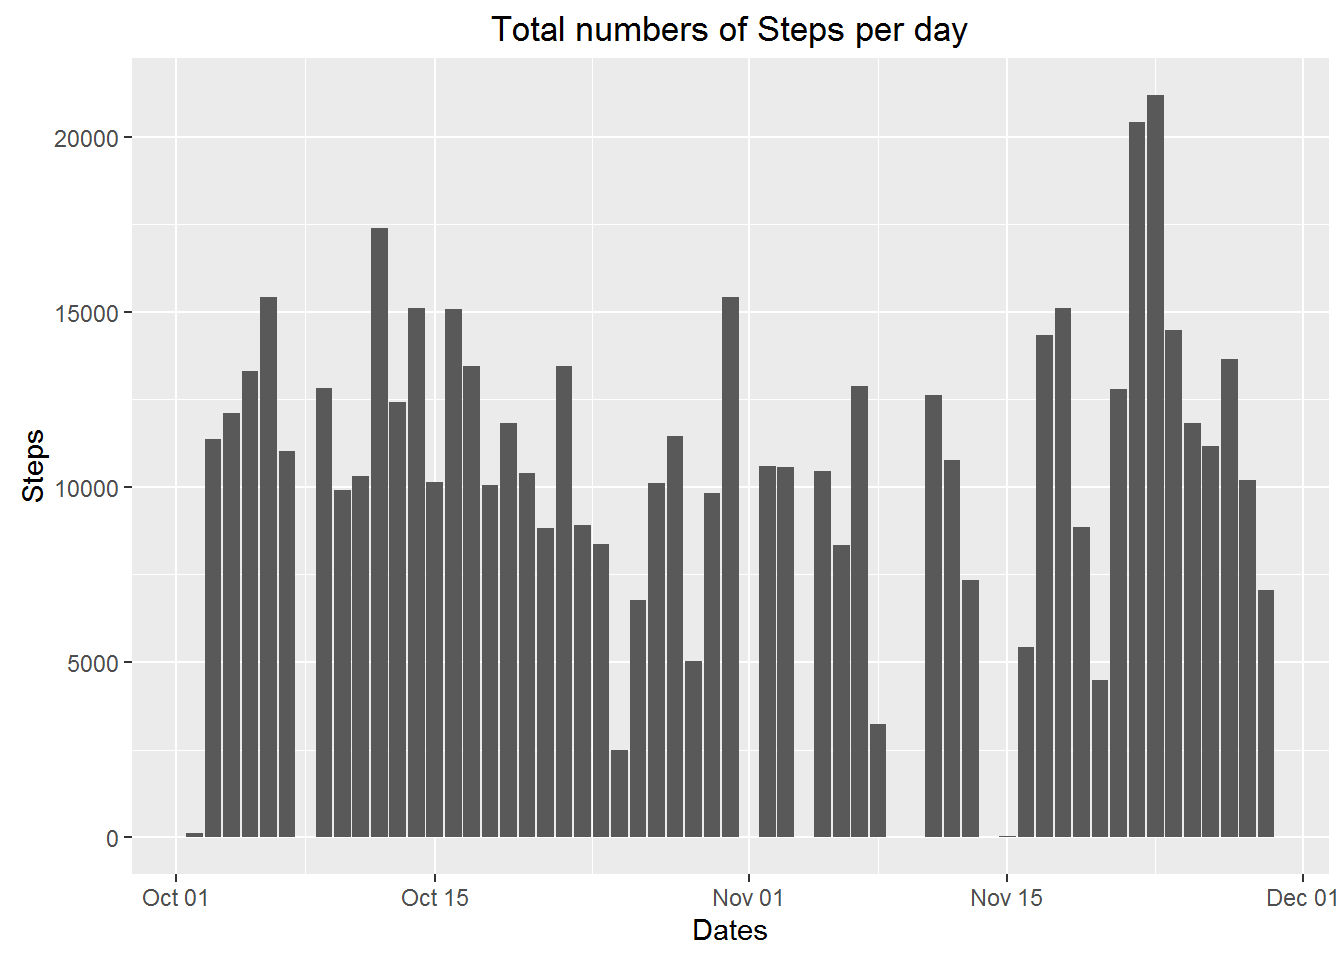 Total numbers of Steps per day
Steps
20000
15000
10000
5000
0
Oct 01
Oct 15
Nov 01
Nov 15
Dec 01
Dates